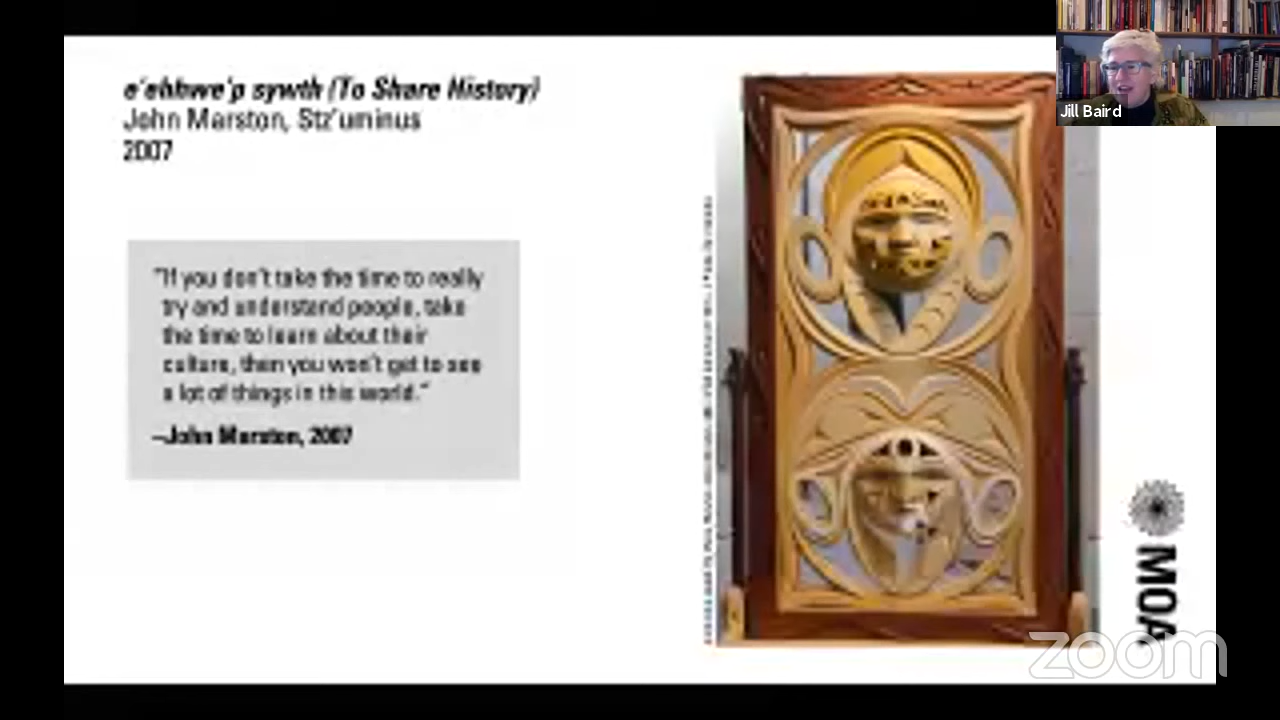 e'ehhwe'p sywth (To Share History)
John Marston, Stz'uminus
2007
"If you don't take the time to really
try and understand people, take
the time to learn about their
culture, then you won't get to see
a lot of things in this world."
–John Marston, 2007
Jill Baird
MOA
zoom